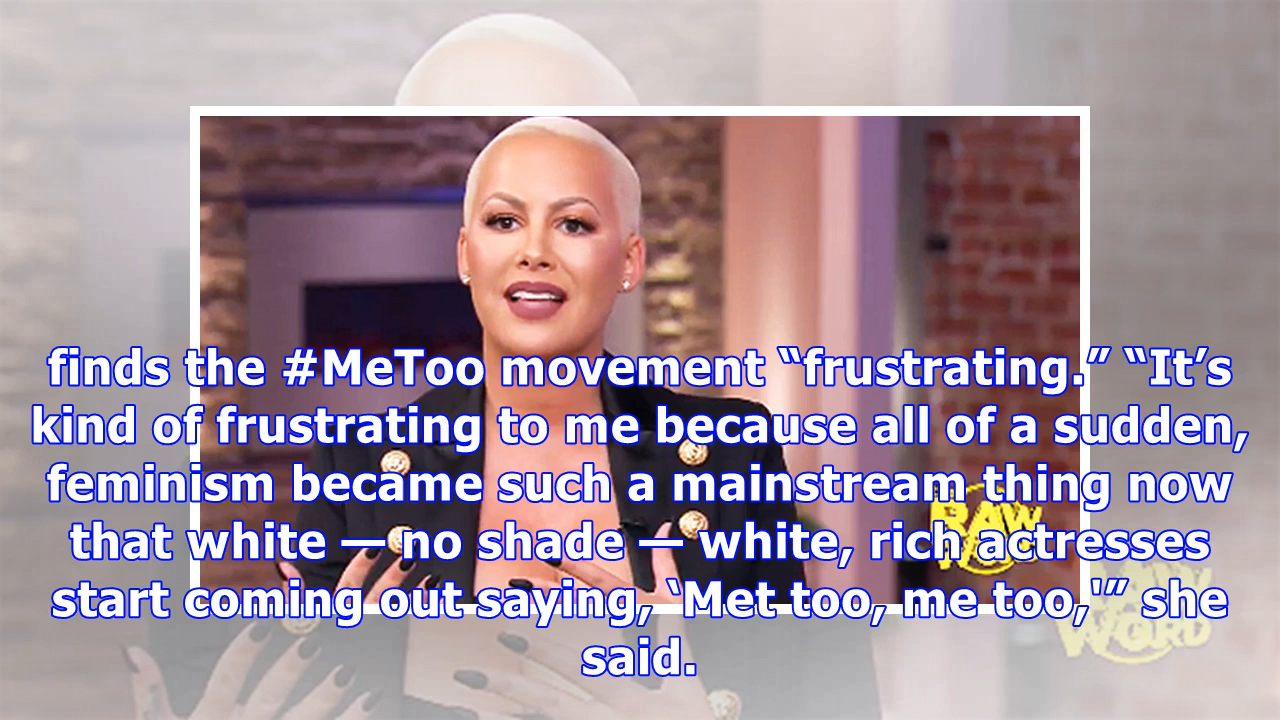 finds the #MeToo movement “frustrating.” “It’s
kind of frustrating to me because all of a sudden,
feminism became such a mainstream thing now
that white — no shade — white, rich actresses
start coming out saying, ‘Met too, me too,'” she
said.
RAW
WORD